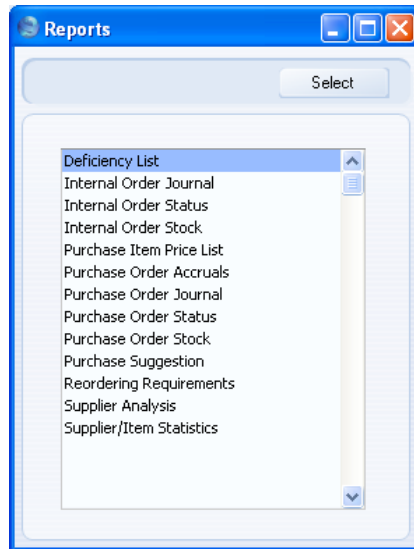 Reports
Select
Deficiency List
Internal Order Journal
Internal Order Status
Internal Order Stock
Purchase Item Price List
Purchase Order Accruals
Purchase Order Journal
Purchase Order Status
Purchase Order Stock
Purchase Suggestion
Reordering Requirements
Supplier Analysis
Supplier/Item Statistics